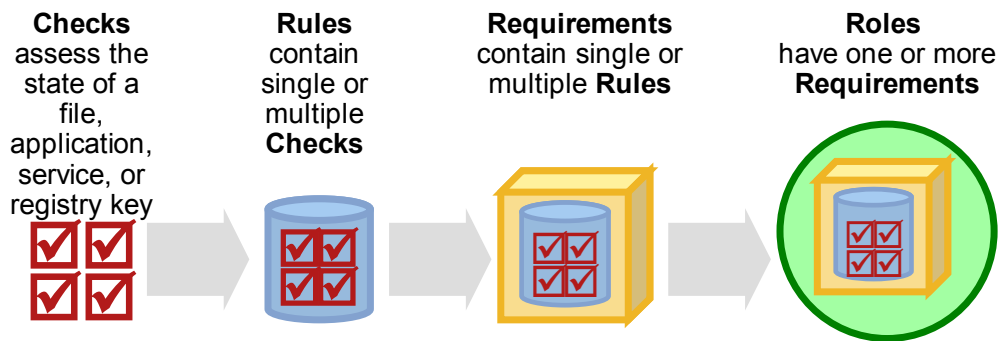 Checks
assess the
state of a
file,
application,
service, or
registry key
Rules
contain
single or
multiple
Checks
Requirements
contain single or
multiple Rules
Roles
have one or more
Requirements